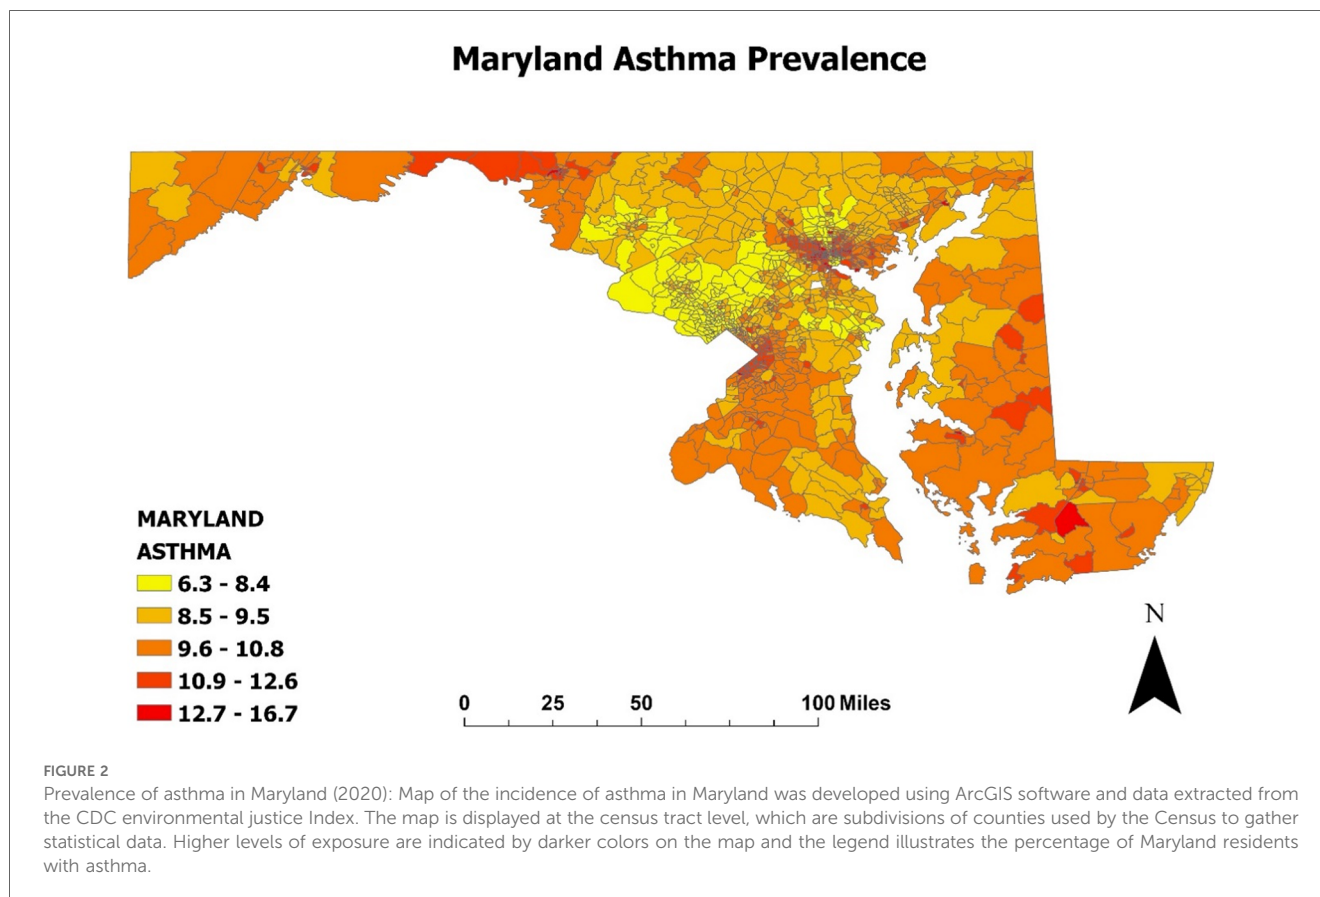 Maryland Asthma Prevalence
MARYLAND
ASTHMA
6.3 - 8.4
8.5 - 9.5
9.6 - 10.8
10.9 - 12.6
12.7 - 16.7
0 25 50 100 Miles
N
FIGURE 2
Prevalence of asthma in Maryland (2020): Map of the incidence of asthma in Maryland was developed using ArcGIS software and data extracted from
the CDC environmental justice Index. The map is displayed at the census tract level, which are subdivisions of counties used by the Census to gather
statistical data. Higher levels of exposure are indicated by darker colors on the map and the legend illustrates the percentage of Maryland residents
with asthma.